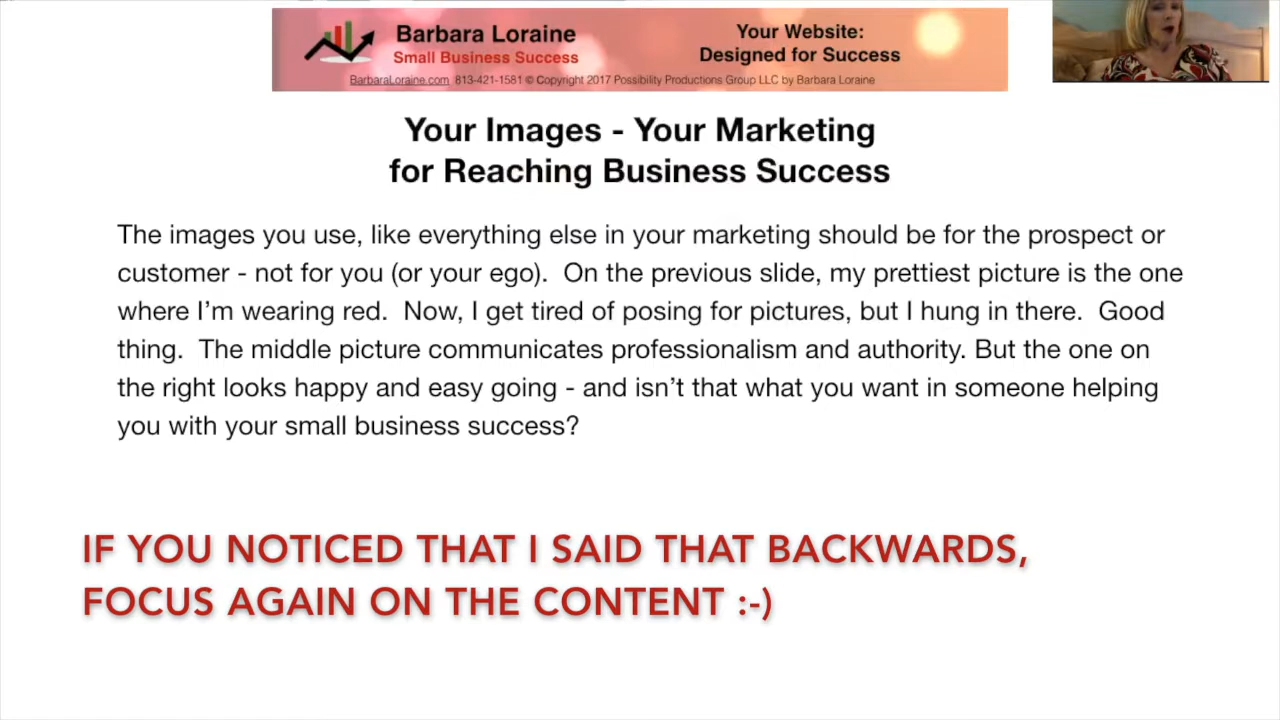 Barbara Loraine
Small Business Success
Your Website:
Designed for Success
BarbaraLoraine.com 813-421-1581 © Copyright 2017 Possibility Productions Group LLC by Barbara Loraine
Your Images - Your Marketing
for Reaching Business Success
The images you use, like everything else in your marketing should be for the prospect or
customer - not for you (or your ego).  On the previous slide, my prettiest picture is the one
where I’m wearing red.  Now, I get tired of posing for pictures, but I hung in there.  Good
thing.  The middle picture communicates professionalism and authority. But the one on
the right looks happy and easy going - and isn’t that what you want in someone helping
you with your small business success?
IF YOU NOTICED THAT I SAID THAT BACKWARDS,
FOCUS AGAIN ON THE CONTENT :-)